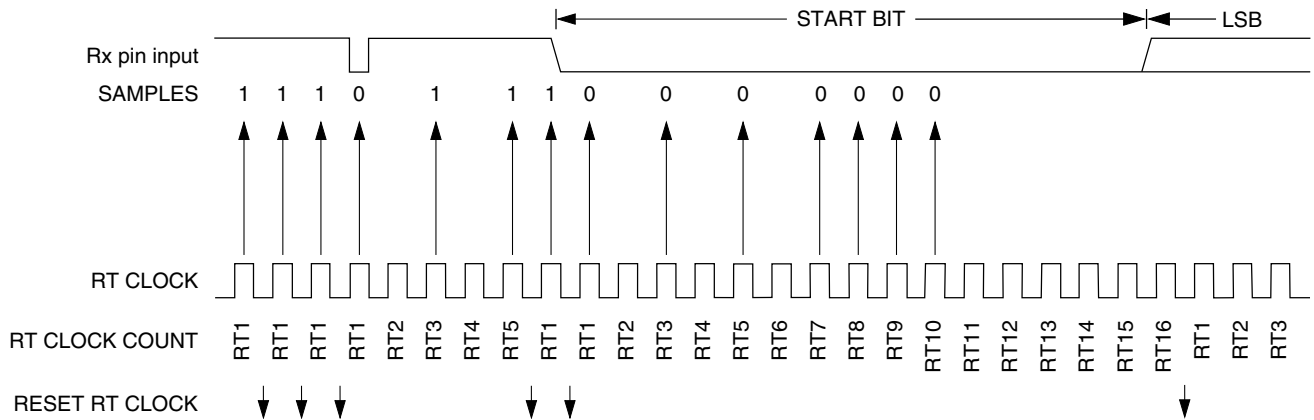 START BIT LSB
Rx pin input
SAMPLES 1 1 1 0 1 1 1 0 0 0 0 0 0 0
RT CLOCK
RT CLOCK COUNT RT1 RT1 RT1 RT1 RT2 RT3 RT4 RT5 RT1 RT1 RT2 RT3 RT4 RT5 RT6 RT7 RT8 RT9 RT10 RT11 RT12 RT13 RT14 RT15 RT16 RT1 RT2 RT3
RESET RT CLOCK